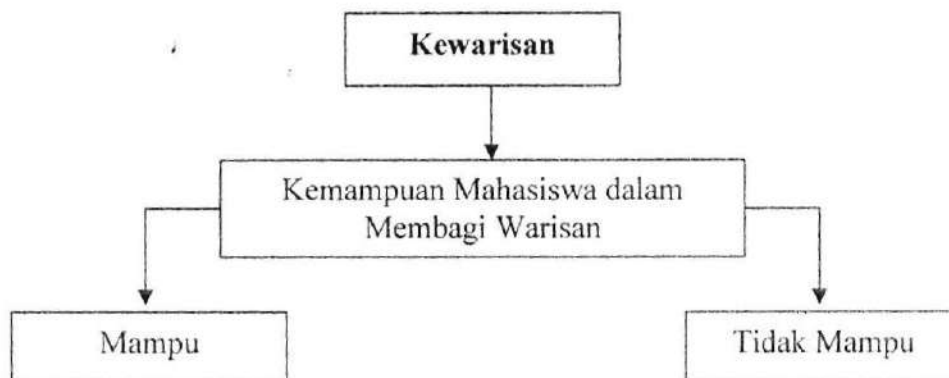 Kewarisan
Kemampuan Mahasiswa dalam
Membagi Warisan
Mampu
Tidak Mampu